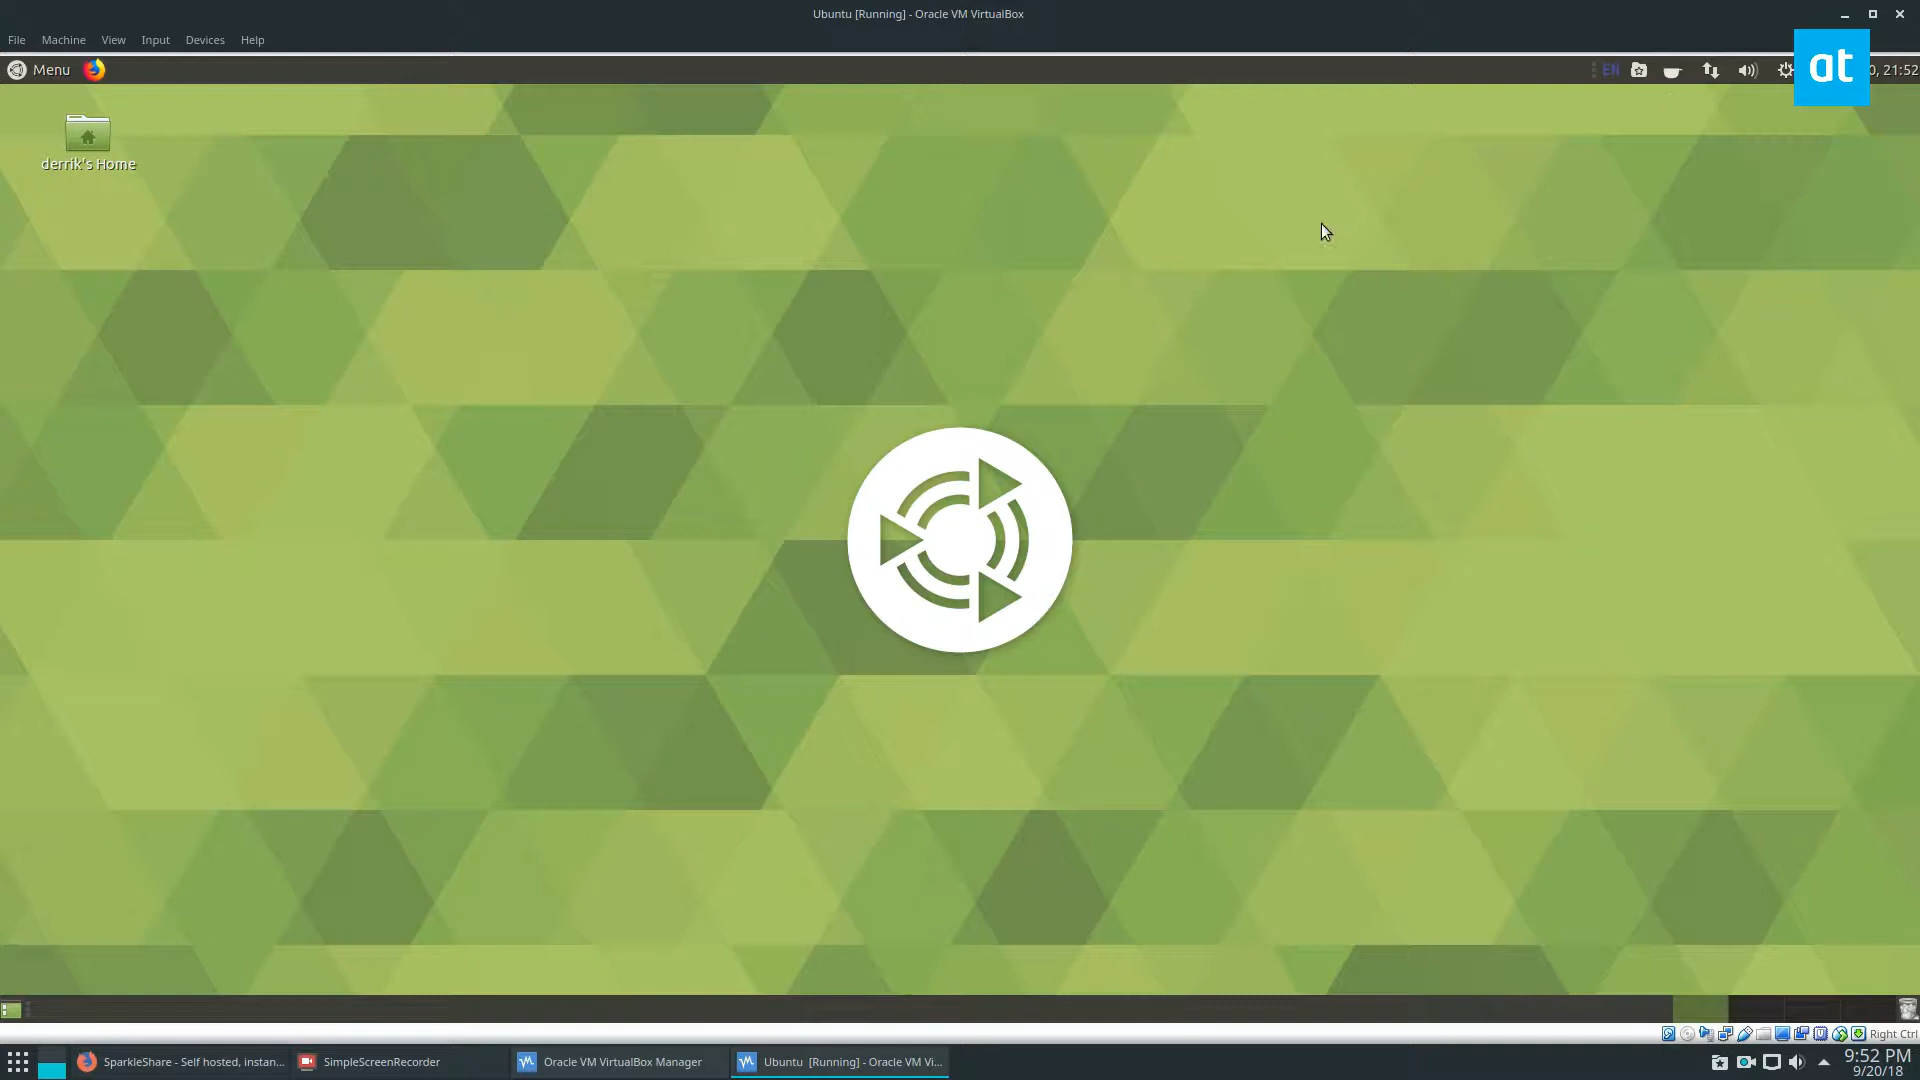 Ubuntu [Running] - Oracle VM VirtualBox
File Machine View Input Devices Help
Menu
EN
at
0, 21:52
derrik's Home
Right Ctrl
SparkleShare - Self hosted, instan...
SimpleScreenRecorder
Oracle VM VirtualBox Manager
Ubuntu [Running] - Oracle VM Vi...
9:52 PM
9/20/18